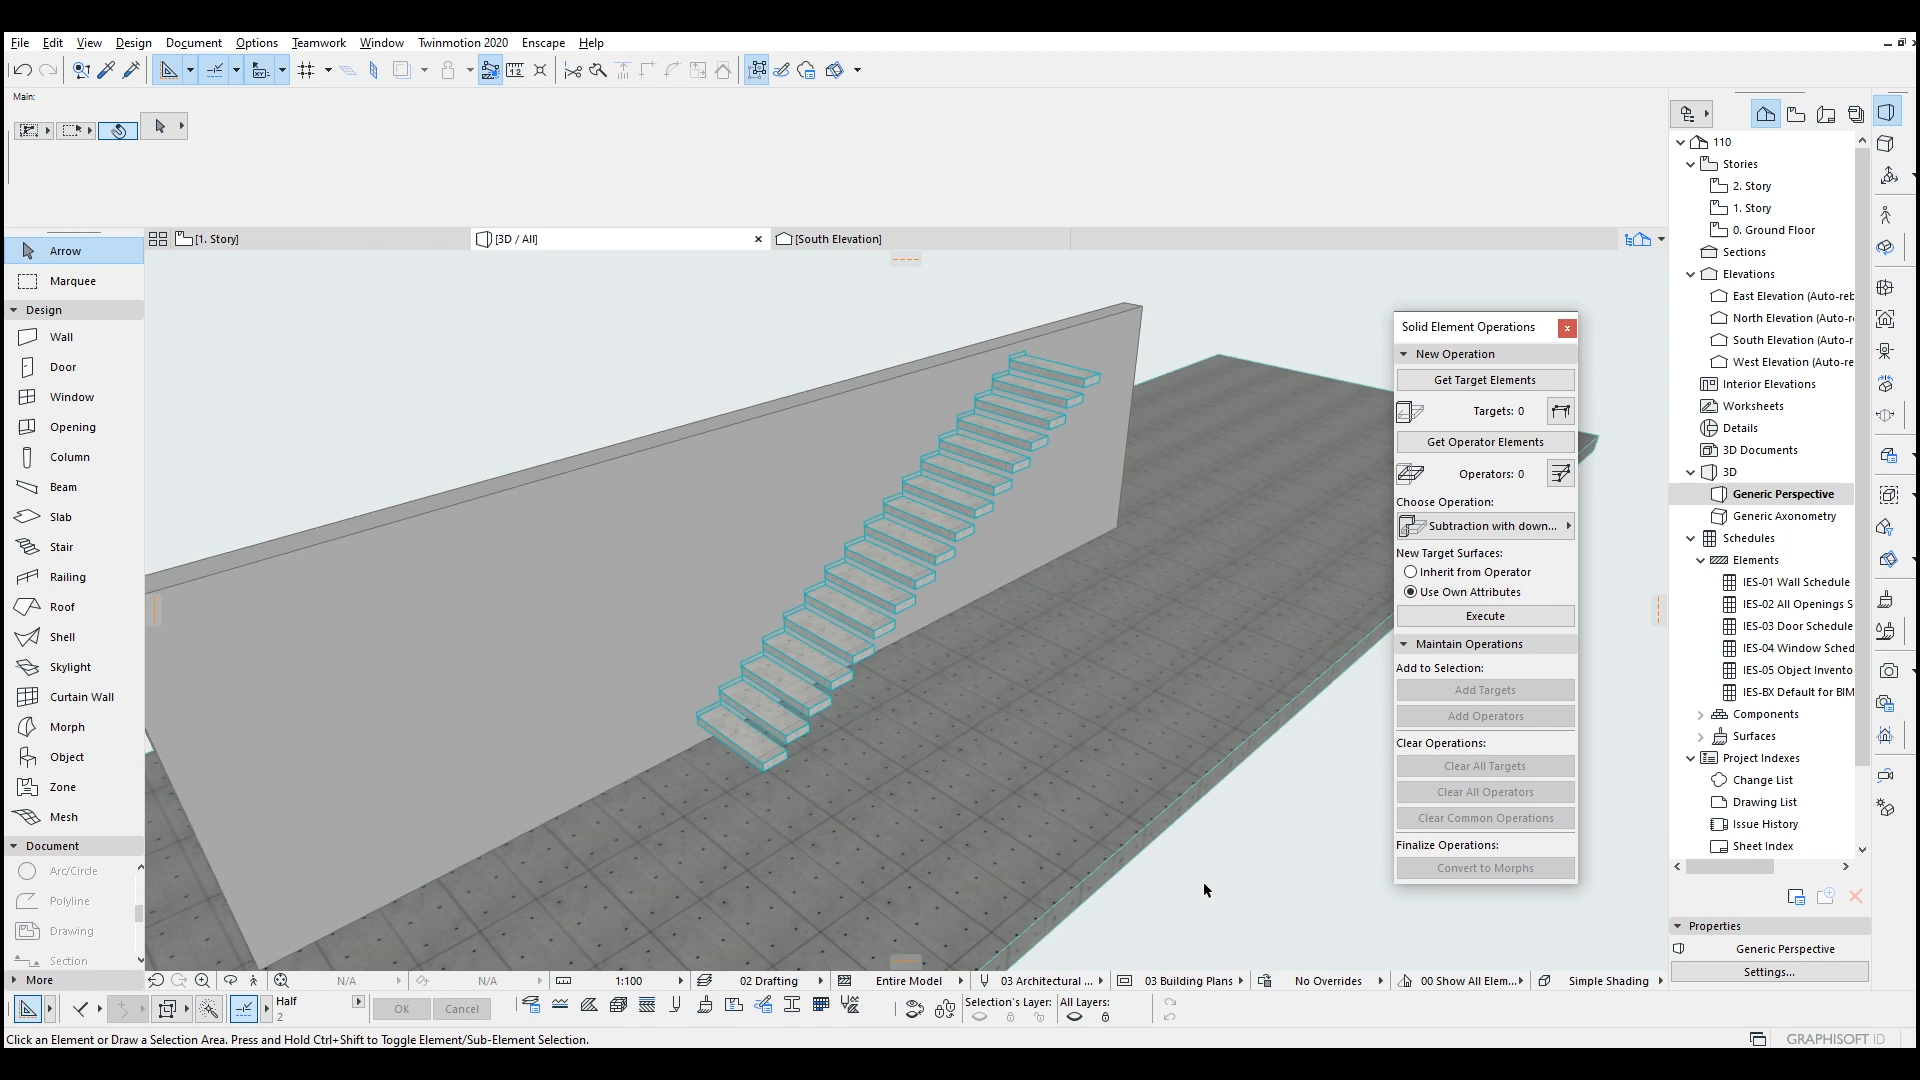 File Edit View Design Document Options Teamwork Window Twinmotion 2020 Enscape Help
Main:
[1. Story]
[3D / All]
[South Elevation]
Arrow
Marquee
Design
Wall
Door
Window
Opening
Column
Beam
Slab
Stair
Railing
Roof
Shell
Skylight
Curtain Wall
Morph
Object
Zone
Mesh
Document
Arc/Circle
Polyline
Drawing
Section
More
Solid Element Operations
New Operation
Get Target Elements
Targets: 0
Get Operator Elements
Operators: 0
Choose Operation:
Subtraction with down...
New Target Surfaces:
Inherit from Operator
Use Own Attributes
Execute
Maintain Operations
Add to Selection:
Add Targets
Add Operators
Clear Operations:
Clear All Targets
Clear All Operators
Clear Common Operations
Finalize Operations:
Convert to Morphs
110
Stories
2. Story
1. Story
0. Ground Floor
Sections
Elevations
East Elevation (Auto-reb
North Elevation (Auto-r
South Elevation (Auto-r
West Elevation (Auto-re
Interior Elevations
Worksheets
Details
3D Documents
3D
Generic Perspective
Generic Axonometry
Schedules
Elements
IES-01 Wall Schedule
IES-02 All Openings S
IES-03 Door Schedule
IES-04 Window Sched
IES-05 Object Invento
IES-BX Default for BIM
Components
Surfaces
Project Indexes
Change List
Drawing List
Issue History
Sheet Index
Properties
Generic Perspective
Settings...
N/A N/A 1:100 02 Drafting Entire Model 03 Architectural ... 03 Building Plans No Overrides 00 Show All Elem... Simple Shading
Half
2
OK Cancel
Selection's Layer: All Layers:
Click an Element or Draw a Selection Area. Press and Hold Ctrl+Shift to Toggle Element/Sub-Element Selection.
GRAPHISOFT ID